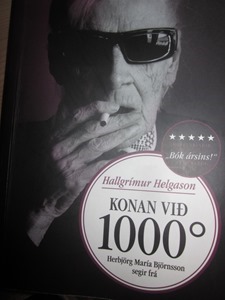 ★★★★★
„Bók ársins!“
Hallgrímur Helgason
KONAN VIÐ
1000°
Herbjörg María Björnsson
segir frá